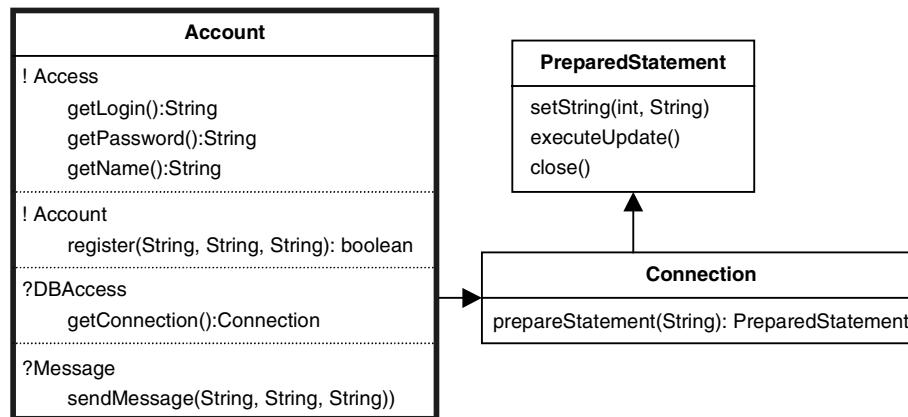 Account
! Access
getLogin():String
getPassword():String
getName():String
! Account
register(String, String, String): boolean
?DBAccess
getConnection():Connection
?Message
sendMessage(String, String, String))
PreparedStatement
setString(int, String)
executeUpdate()
close()
Connection
prepareStatement(String): PreparedStatement